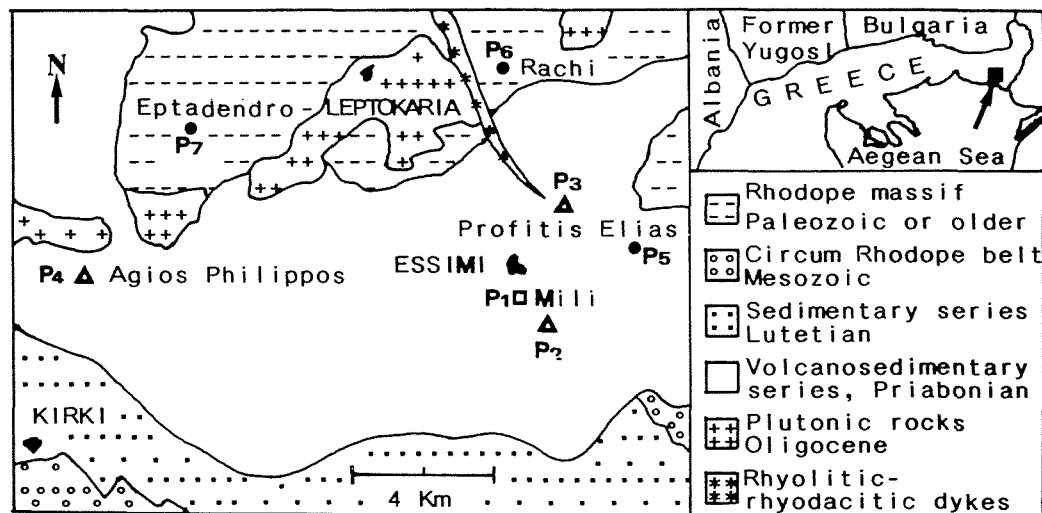 N
P6
Rachi
Eptadendro-LEPTOKARIA
P7
P3
Profitis Elias
P5
P4 Agios Philippos
ESSIMI
P1 Mili
P2
KIRKI
4 Km
Albania
Former
Yugosl
Bulgaria
GREECE
Aegean Sea
Rhodope massif
Paleozoic or older
Circum Rhodope belt
Mesozoic
Sedimentary series
Lutetian
Volcanosedimentary
series, Priabonian
Plutonic rocks
Oligocene
Rhyolitic-
rhyodacitic dykes